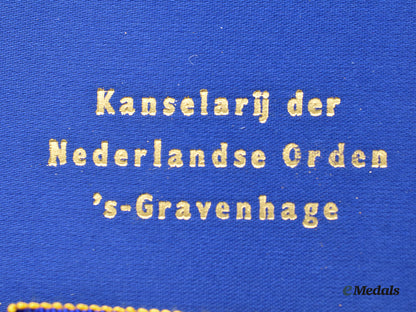 Kanselarij der
Nederlandse Orden
's-Gravenhage
eMedals